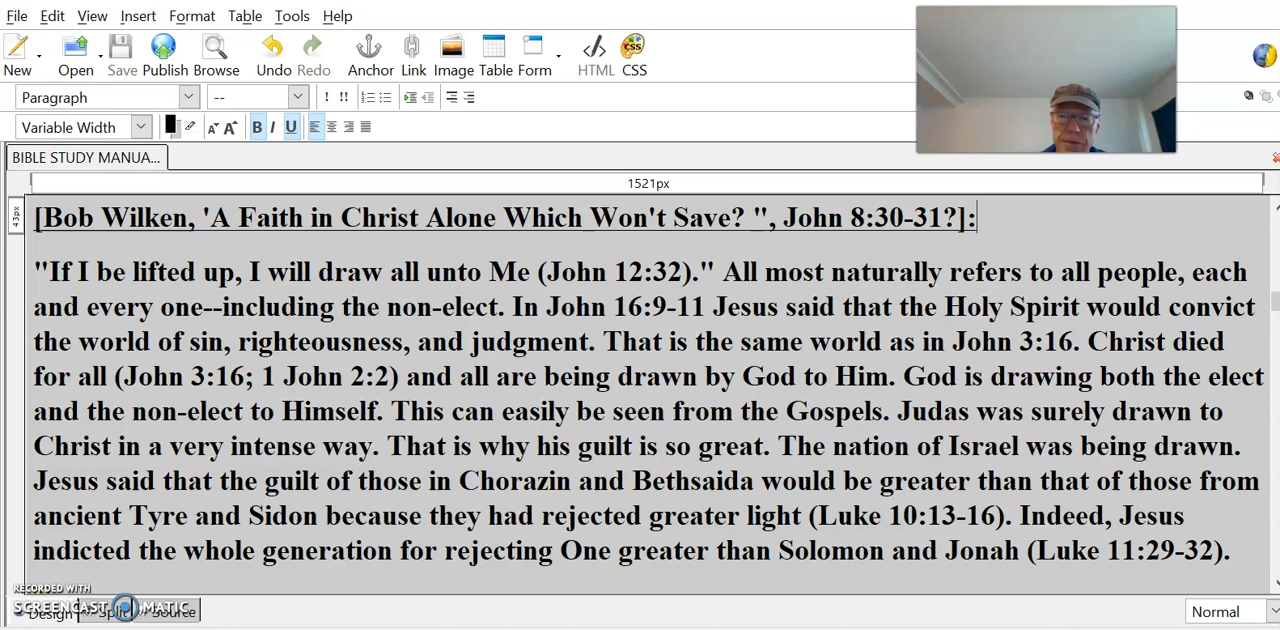 File Edit View Insert Format Table Tools Help
New Open Save Publish Browse Undo Redo Anchor Link Image Table Form HTML CSS
Paragraph --
Variable Width
BIBLE STUDY MANUA...
1521px
43px
[Bob Wilken, 'A Faith in Christ Alone Which Won't Save? ", John 8:30-31?]:
"If I be lifted up, I will draw all unto Me (John 12:32)." All most naturally refers to all people, each
and every one--including the non-elect. In John 16:9-11 Jesus said that the Holy Spirit would convict
the world of sin, righteousness, and judgment. That is the same world as in John 3:16. Christ died
for all (John 3:16; 1 John 2:2) and all are being drawn by God to Him. God is drawing both the elect
and the non-elect to Himself. This can easily be seen from the Gospels. Judas was surely drawn to
Christ in a very intense way. That is why his guilt is so great. The nation of Israel was being drawn.
Jesus said that the guilt of those in Chorazin and Bethsaida would be greater than that of those from
ancient Tyre and Sidon because they had rejected greater light (Luke 10:13-16). Indeed, Jesus
indicted the whole generation for rejecting One greater than Solomon and Jonah (Luke 11:29-32).
RECORDED WITH
SCREENCAST-O-MATIC
Design Split Source
Normal